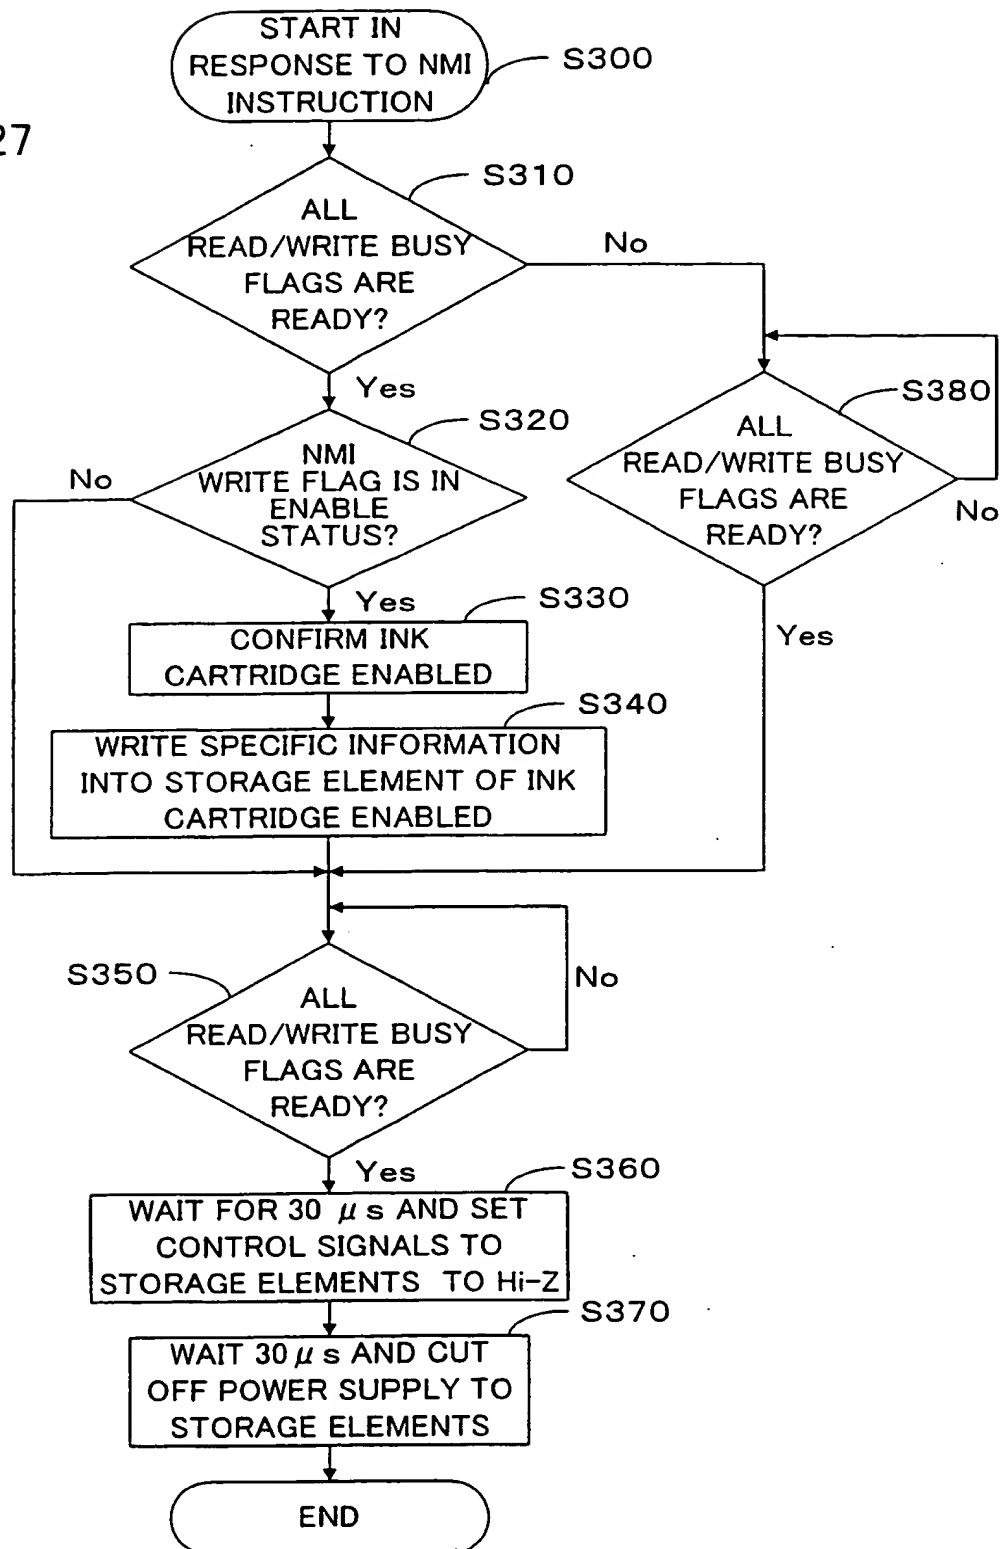 START IN
RESPONSE TO NMI
INSTRUCTION
S300
27
S310
ALL
READ/WRITE BUSY
FLAGS ARE
READY?
No
Yes
S320
NMI
WRITE FLAG IS IN
ENABLE
STATUS?
No
S380
ALL
READ/WRITE BUSY
FLAGS ARE
READY?
No
Yes
Yes
S330
CONFIRM INK
CARTRIDGE ENABLED
S340
WRITE SPECIFIC INFORMATION
INTO STORAGE ELEMENT OF INK
CARTRIDGE ENABLED
S350
ALL
READ/WRITE BUSY
FLAGS ARE
READY?
No
Yes
S360
WAIT FOR 30 μs AND SET
CONTROL SIGNALS TO
STORAGE ELEMENTS TO Hi-Z
S370
WAIT 30μs AND CUT
OFF POWER SUPPLY TO
STORAGE ELEMENTS
END